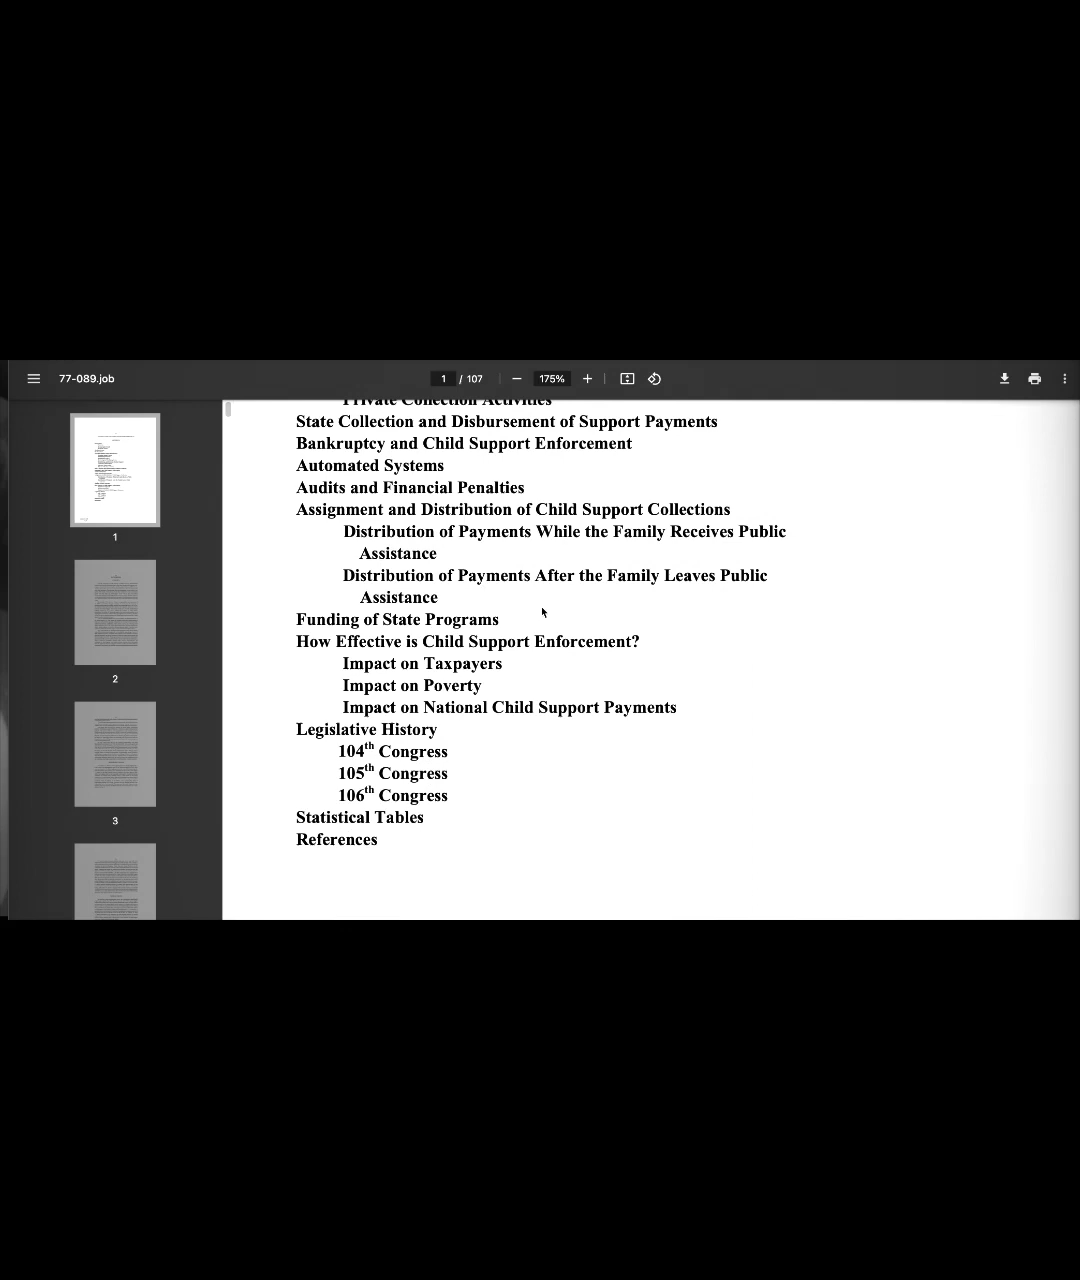 77-089.job
1 / 107
175%
Private Collection Activities
State Collection and Disbursement of Support Payments
Bankruptcy and Child Support Enforcement
Automated Systems
Audits and Financial Penalties
Assignment and Distribution of Child Support Collections
Distribution of Payments While the Family Receives Public
Assistance
Distribution of Payments After the Family Leaves Public
Assistance
Funding of State Programs
How Effective is Child Support Enforcement?
Impact on Taxpayers
Impact on Poverty
Impact on National Child Support Payments
Legislative History
104th Congress
105th Congress
106th Congress
Statistical Tables
References
1
2
3